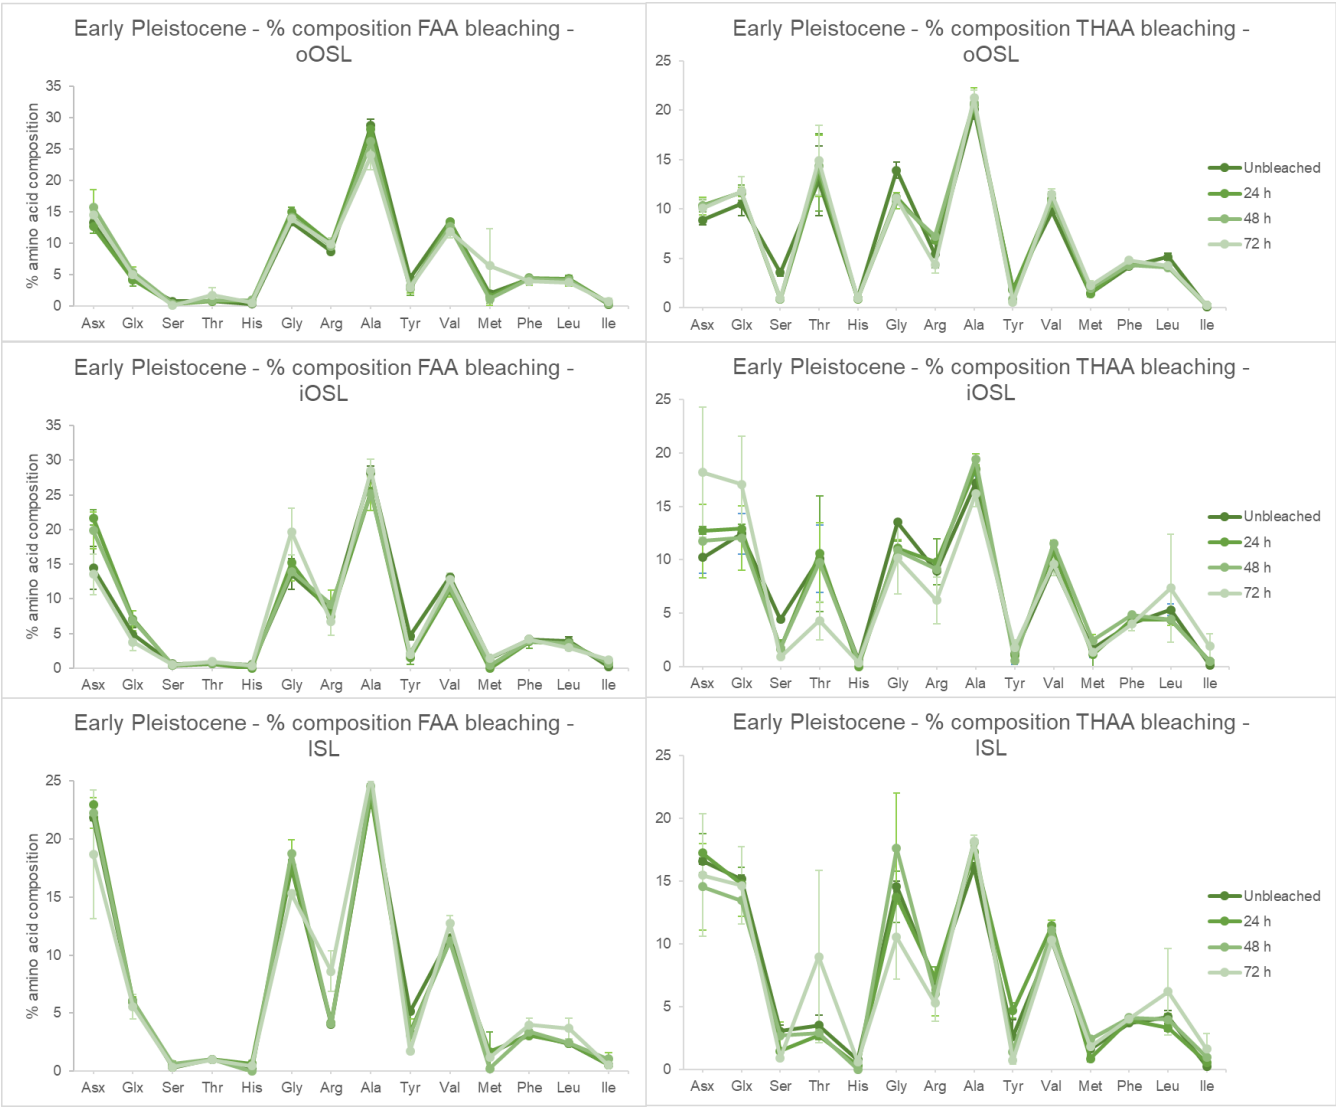 Early Pleistocene - % composition FAA bleaching -
oOSL
% amino acid composition
35
30
25
20
15
10
5
0
Asx Glx Ser Thr His Gly Arg Ala Tyr Val Met Phe Leu Ile
Early Pleistocene - % composition THAA bleaching -
oOSL
25
20
15
10
5
0
Asx Glx Ser Thr His Gly Arg Ala Tyr Val Met Phe Leu Ile
Unbleached
24 h
48 h
72 h
Early Pleistocene - % composition FAA bleaching -
iOSL
% amino acid composition
35
30
25
20
15
10
5
0
Asx Glx Ser Thr His Gly Arg Ala Tyr Val Met Phe Leu Ile
Early Pleistocene - % composition THAA bleaching -
iOSL
25
20
15
10
5
0
Asx Glx Ser Thr His Gly Arg Ala Tyr Val Met Phe Leu Ile
Unbleached
24 h
48 h
72 h
Early Pleistocene - % composition FAA bleaching -
ISL
% amino acid composition
25
20
15
10
5
0
Asx Glx Ser Thr His Gly Arg Ala Tyr Val Met Phe Leu Ile
Early Pleistocene - % composition THAA bleaching -
ISL
25
20
15
10
5
0
Asx Glx Ser Thr His Gly Arg Ala Tyr Val Met Phe Leu Ile
Unbleached
24 h
48 h
72 h